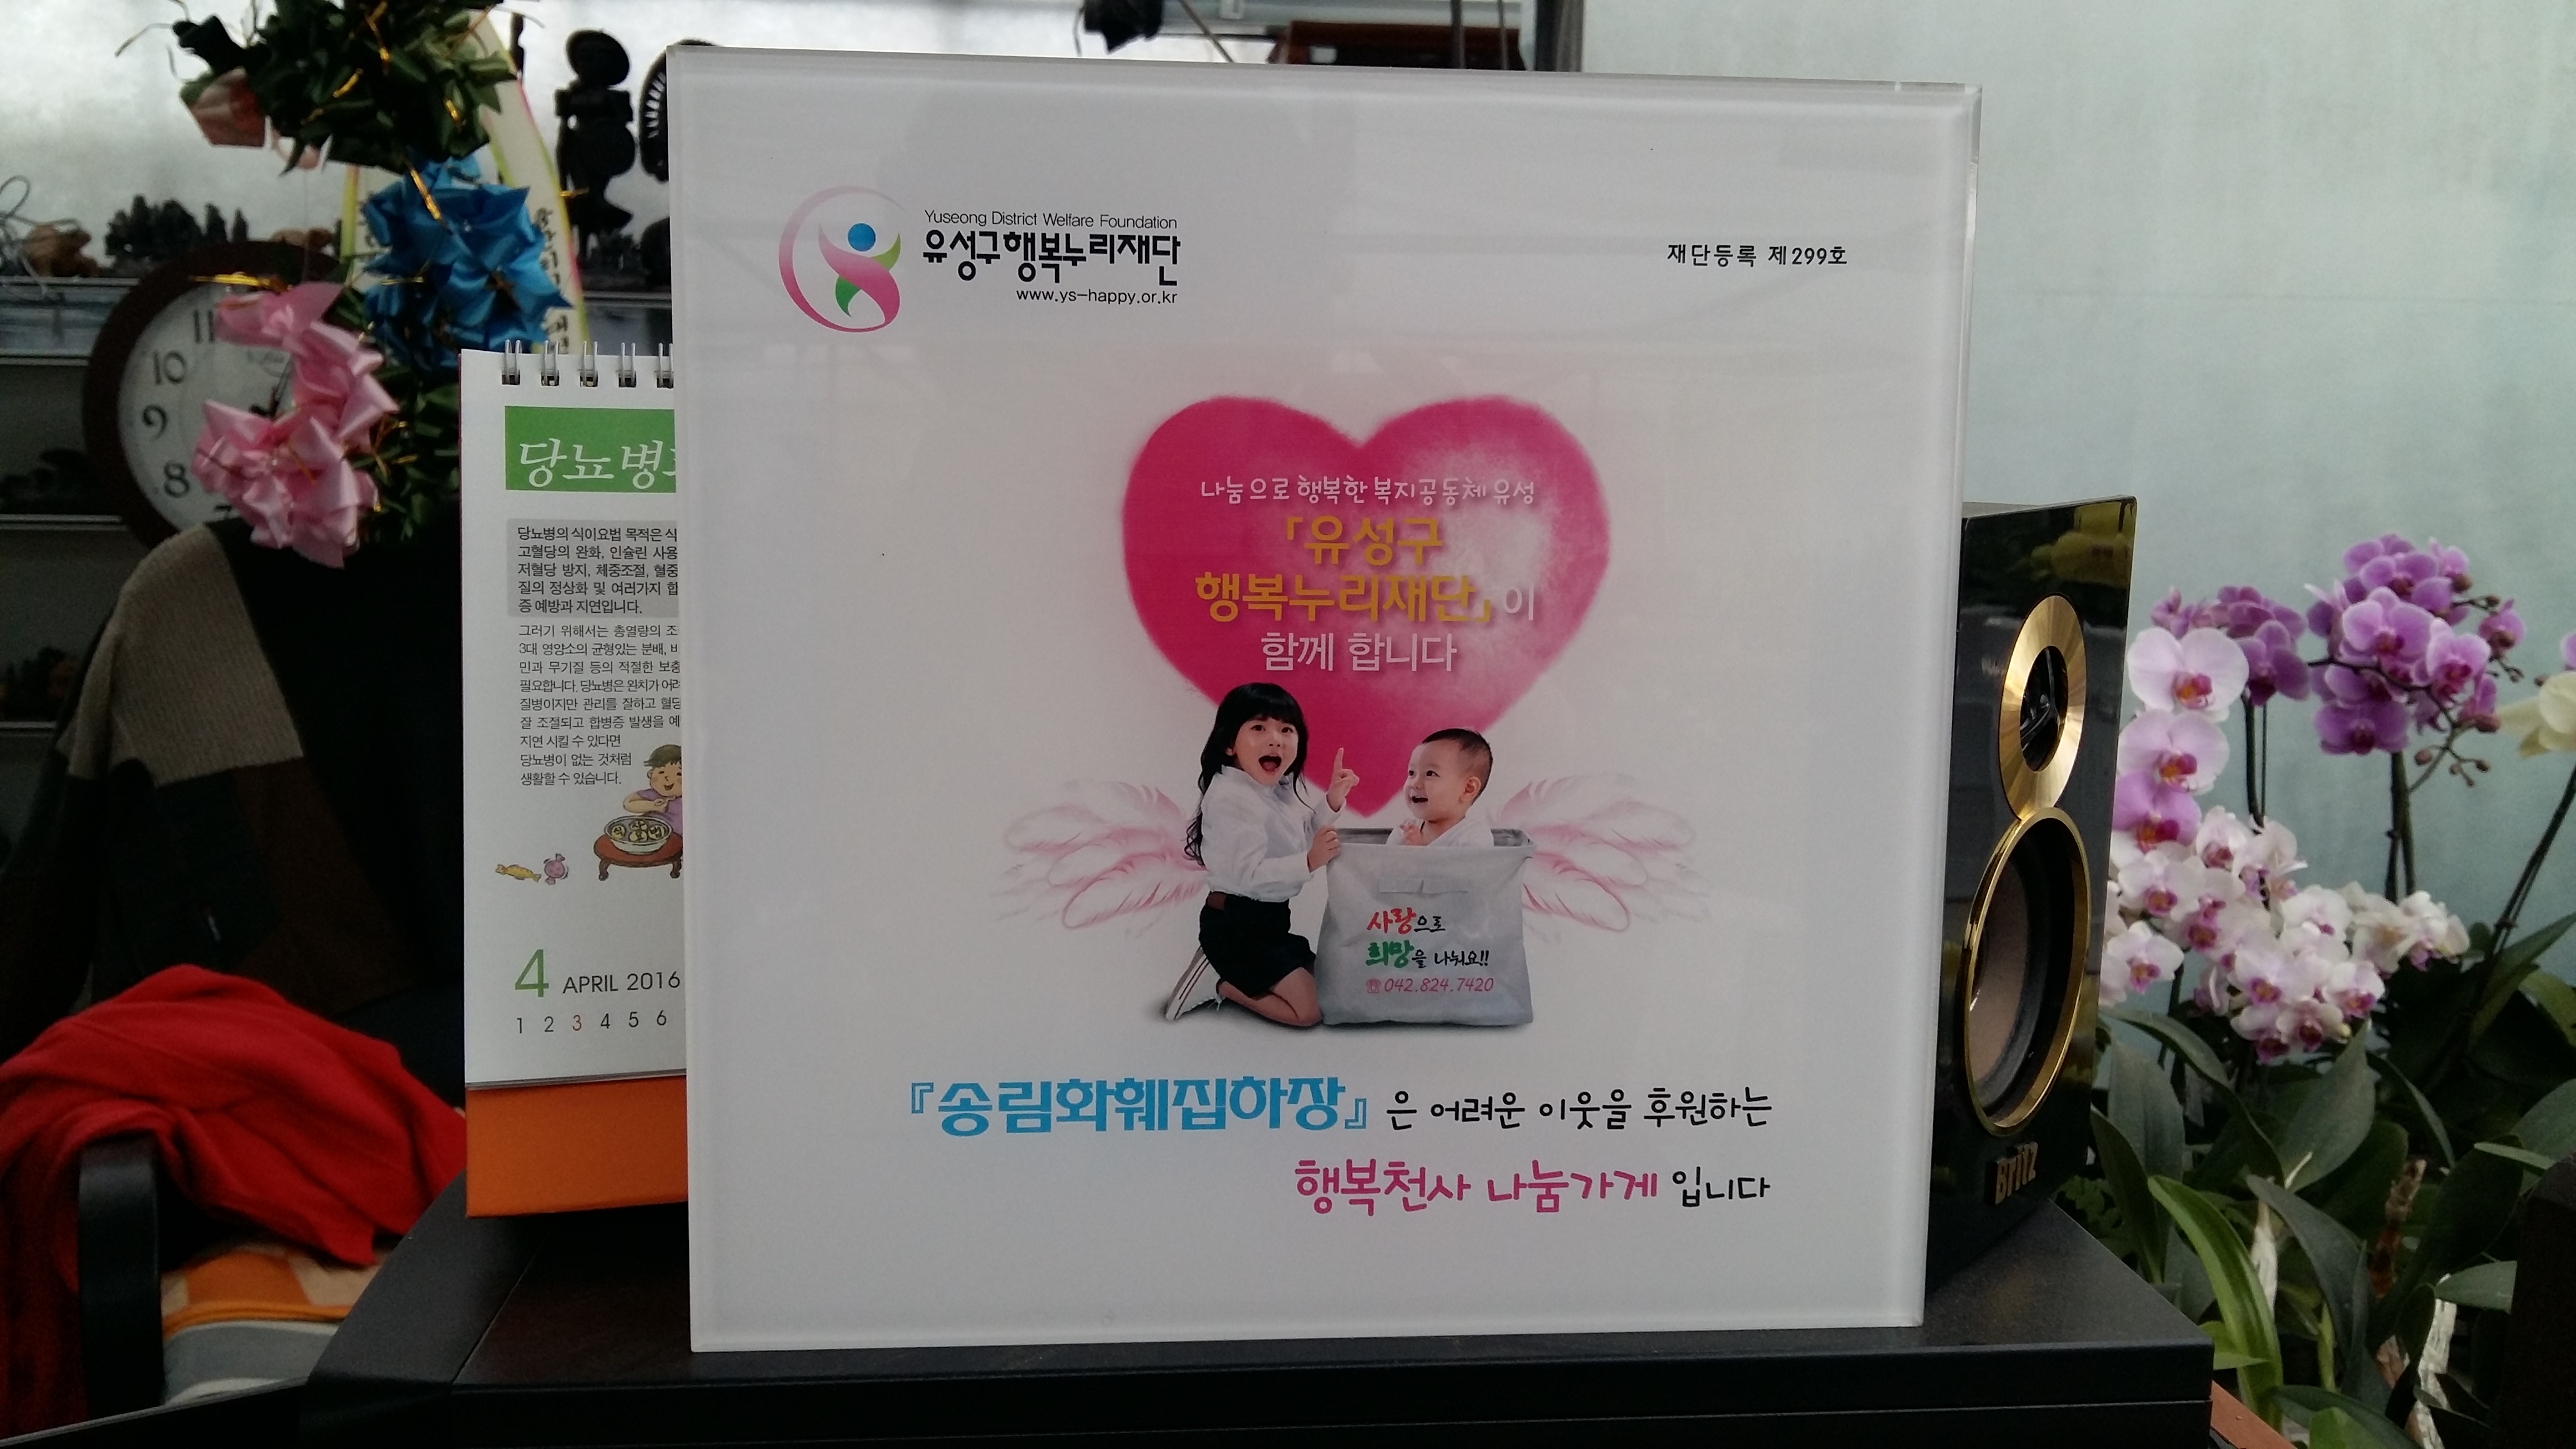 Yuseong District Welfare Foundation
유성구행복누리재단
www.ys-happy.or.kr
재단등록 제299호
나눔으로 행복한 복지공동체 유성
「유성구
행복누리재단」이
함께 합니다
사랑으로
희망을 나눠요!!
☎042.824.7420
『송림화훼집하장』은 어려운 이웃을 후원하는
행복천사 나눔가게 입니다
당뇨병
당뇨병의 식이요법 목적은
고혈당의 완화, 인슐린 사용
저혈당 방지, 체중조절, 혈중
질의 정상화 및 여러가지 합
증 예방과 지연입니다.
그러기 위해서는 총열량의
3대 영양소의 균형있는 분배,
민과 무기질 등의 적절한 보충
필요합니다. 당뇨병은 완치가
질병이지만 관리를 잘하고 혈당
잘 조절되고 합병증 발생을
지연 시킬 수 있다면
당뇨병이 없는 것처럼
생활할 수 있습니다.
4 APRIL 2016
1 2 3 4 5 6
11
10
9
8
Britz